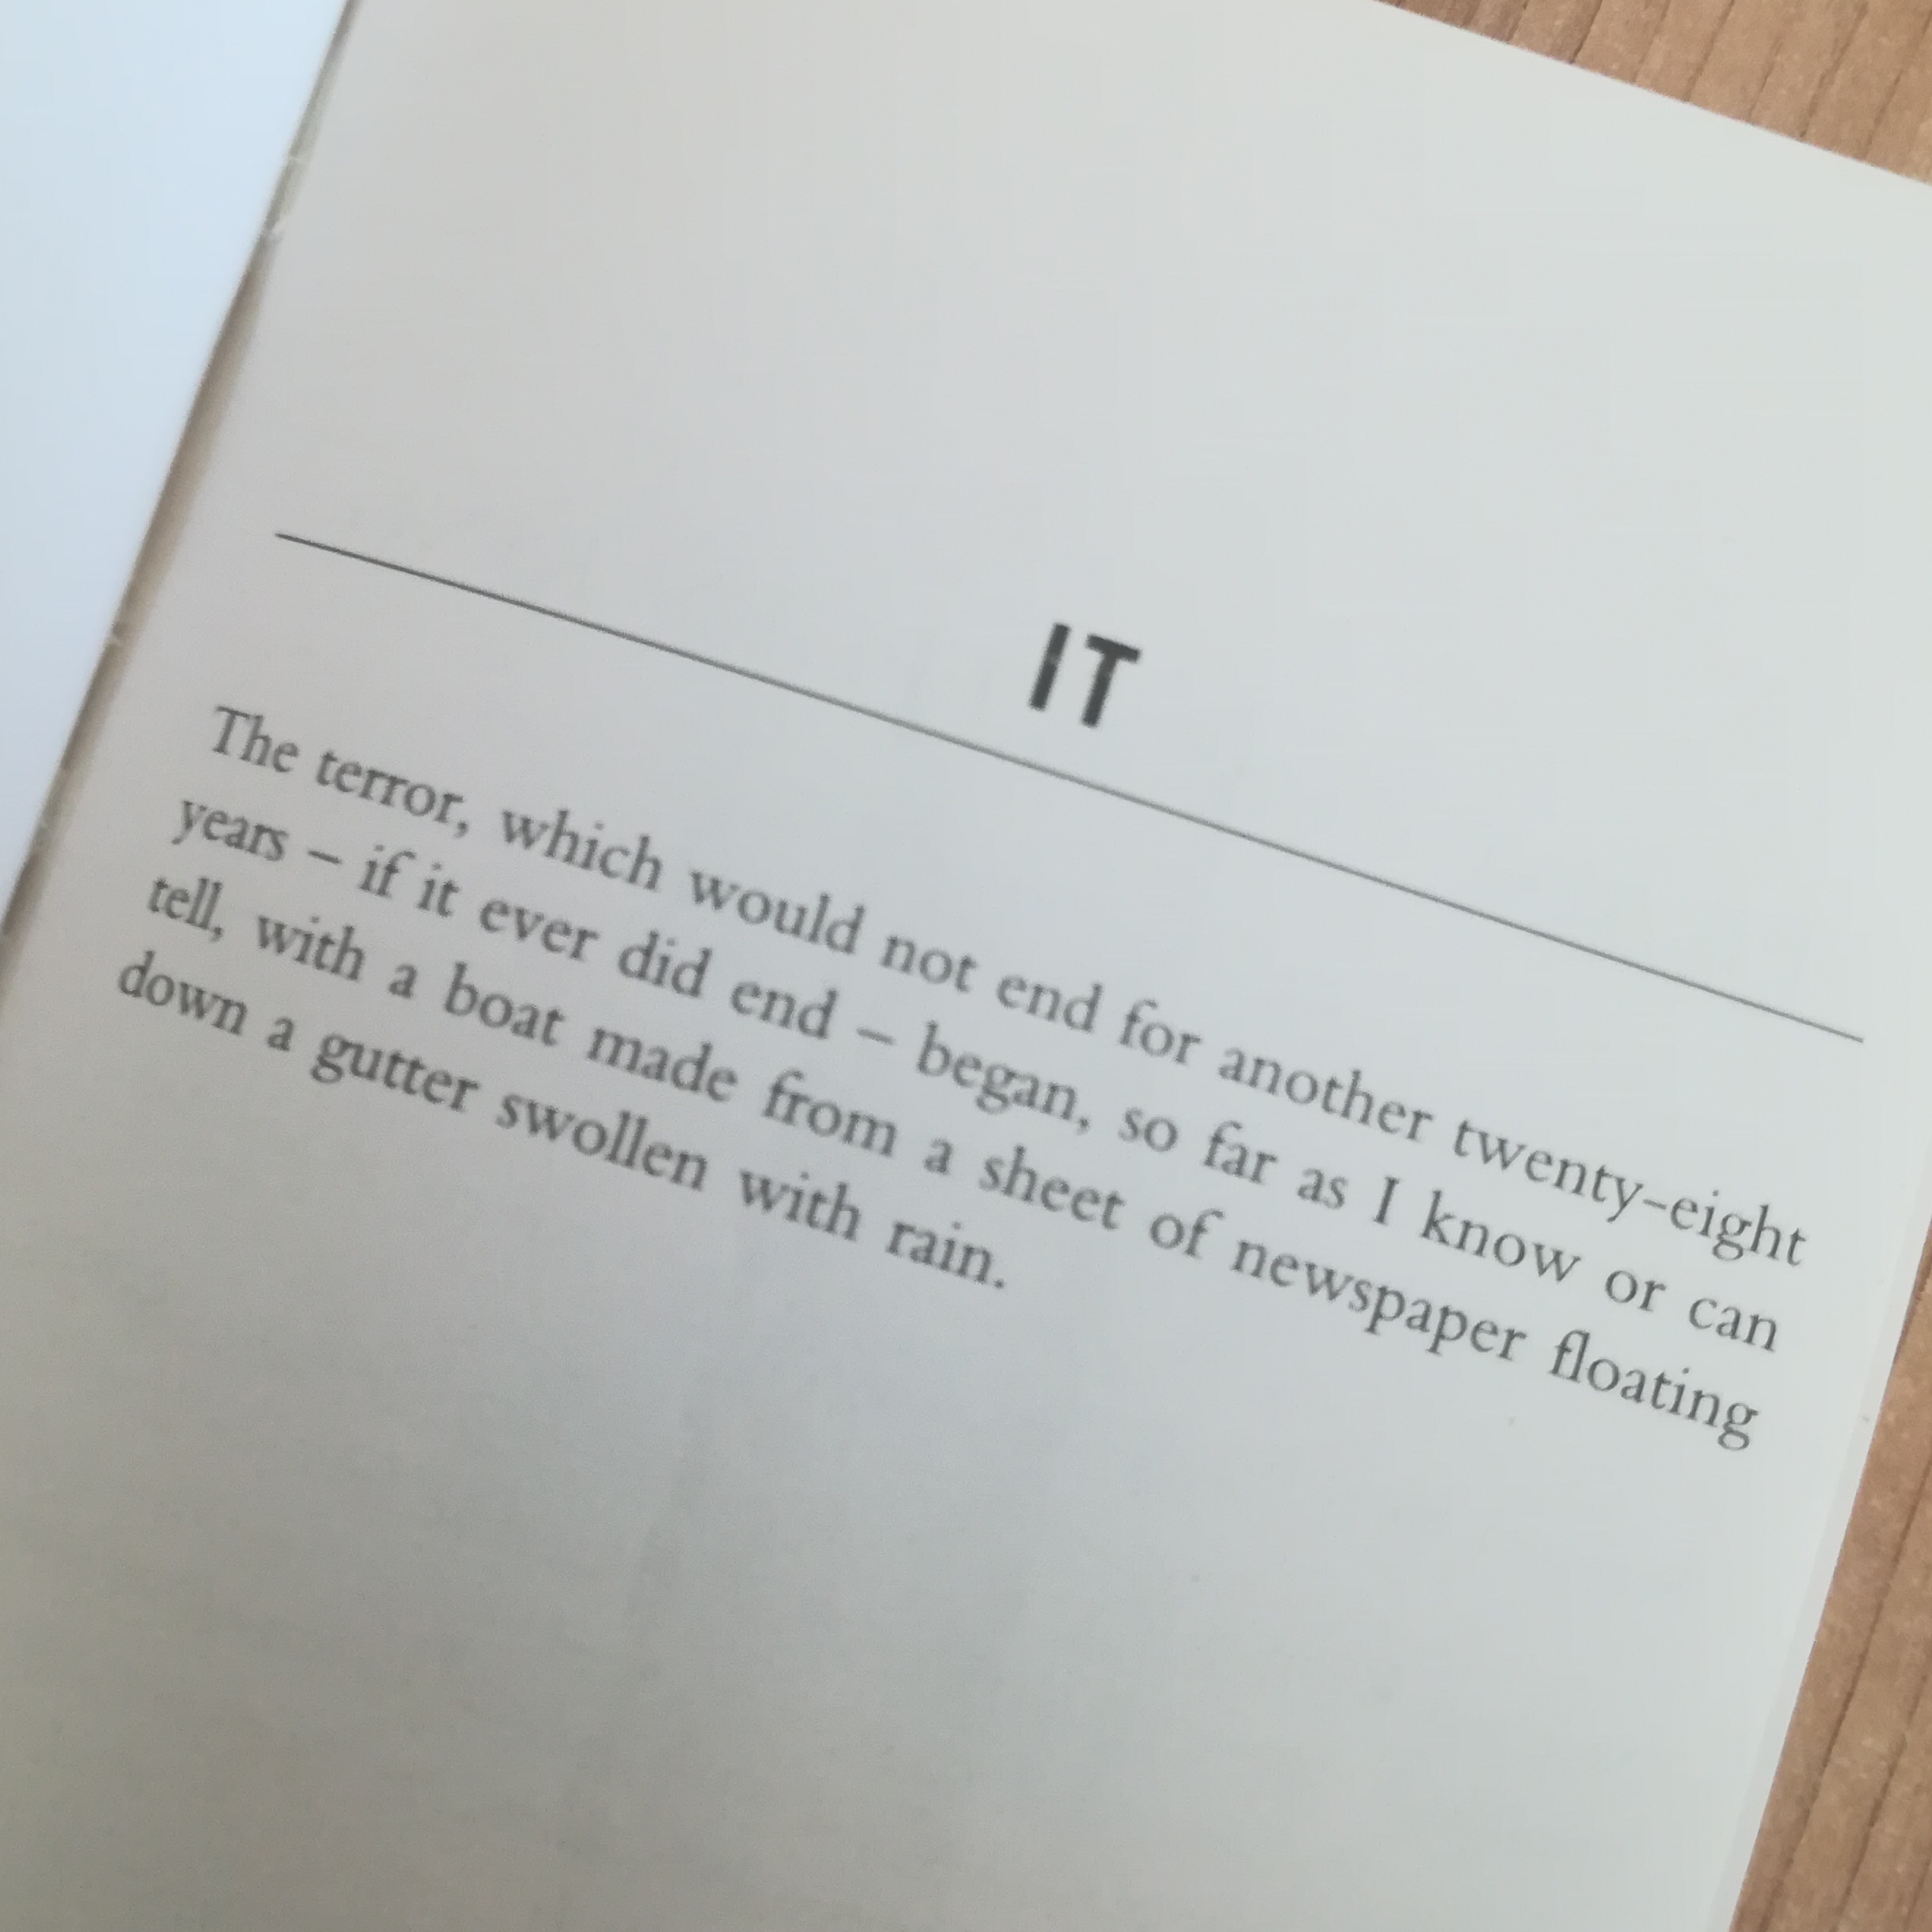 IT
The terror, which would not end for another twenty-eight
years – if it ever did end – began, so far as I know or can
tell, with a boat made from a sheet of newspaper floating
down a gutter swollen with rain.